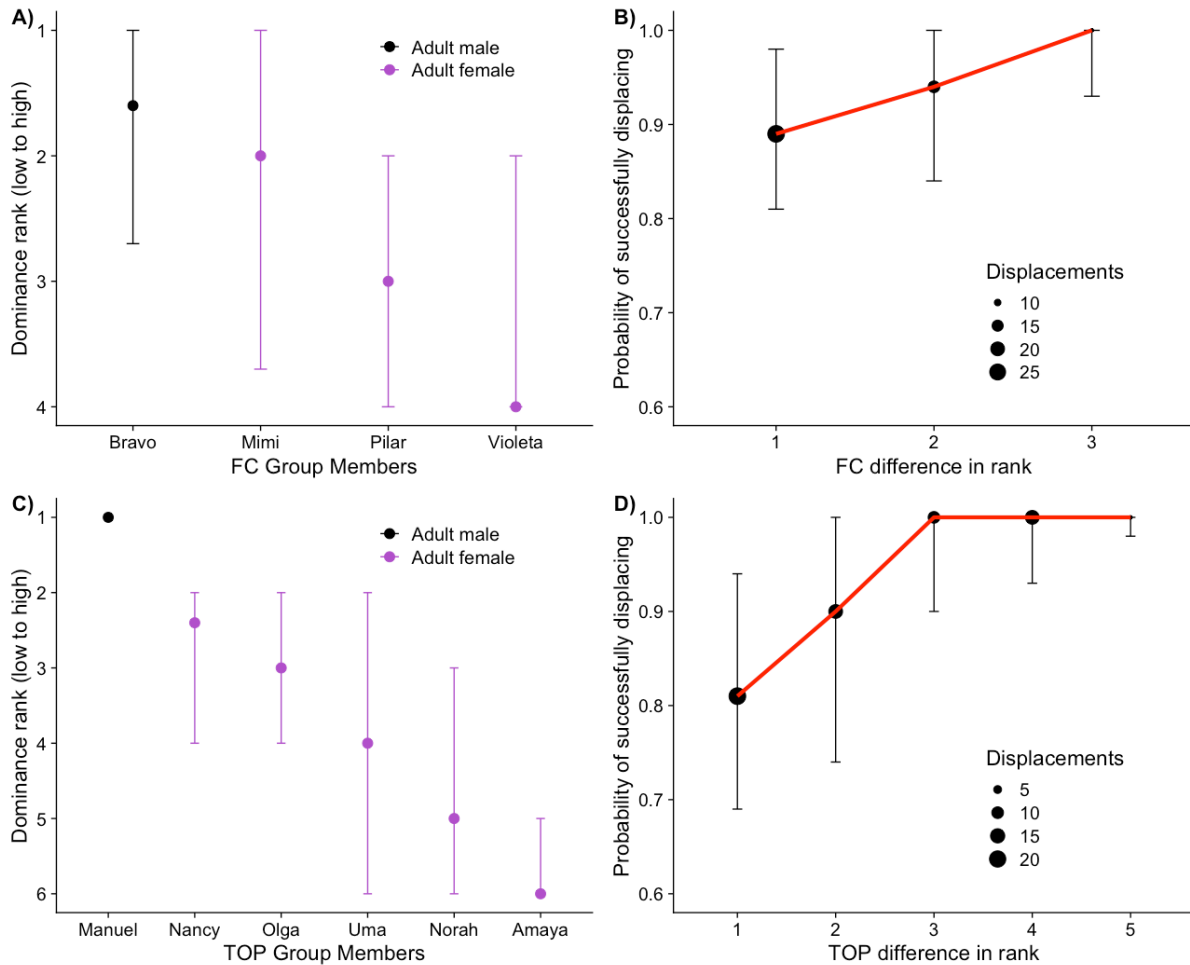 A)
Dominance rank (low to high)
1
2
3
4
Adult male
Adult female
Bravo Mimi Pilar Violeta
FC Group Members
B)
Probability of successfully displacing
1.0
0.9
0.8
0.7
0.6
Displacements
10
15
20
25
1 2 3
FC difference in rank
C)
Dominance rank (low to high)
1
2
3
4
5
6
Adult male
Adult female
Manuel Nancy Olga Uma Norah Amaya
TOP Group Members
D)
Probability of successfully displacing
1.0
0.9
0.8
0.7
0.6
Displacements
5
10
15
20
1 2 3 4 5
TOP difference in rank